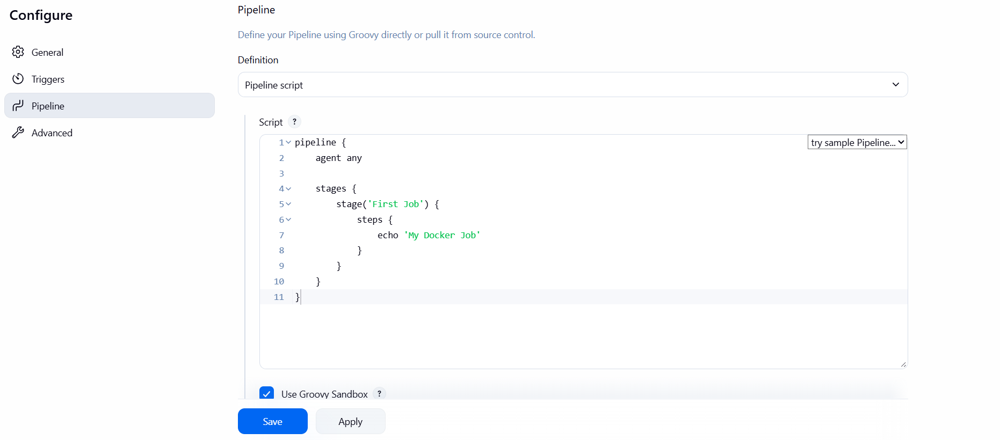 Configure
General
Triggers
Pipeline
Advanced
Pipeline
Define your Pipeline using Groovy directly or pull it from source control.
Definition
Pipeline script
Script ?
try sample Pipeline...
1 pipeline {
2     agent any
3
4     stages {
5         stage('First Job') {
6             steps {
7                 echo 'My Docker Job'
8             }
9         }
10     }
11 }
Use Groovy Sandbox ?
Save
Apply